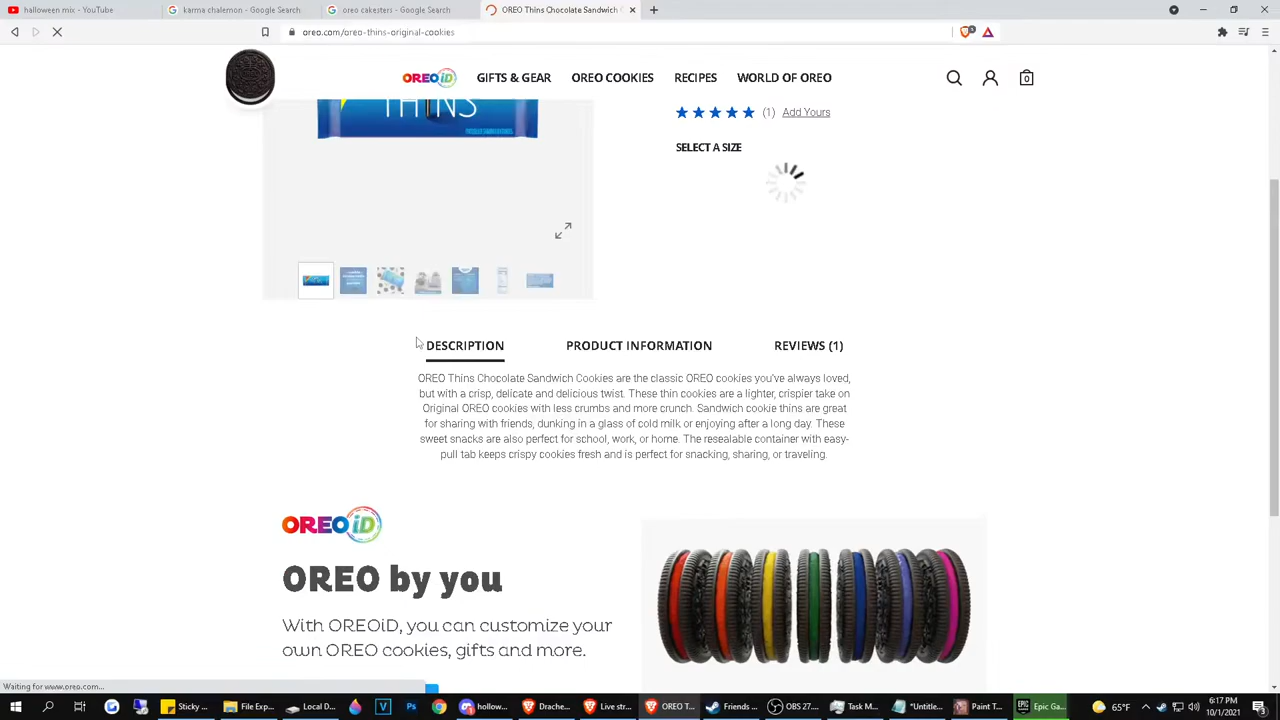 halloween mix - YouTube
karma chalemon - Google Search
oreo cakesters - Google Search
OREO Thins Chocolate Sandwich C
oreo.com/oreo-thins-original-cookies
OREOiD
GIFTS & GEAR
OREO COOKIES
RECIPES
WORLD OF OREO
0
THINS
(1)
Add Yours
SELECT A SIZE
DESCRIPTION
PRODUCT INFORMATION
REVIEWS (1)
OREO Thins Chocolate Sandwich Cookies are the classic OREO cookies you've always loved,
but with a crisp, delicate and delicious twist. These thin cookies are a lighter, crispier take on
Original OREO cookies with less crumbs and more crunch. Sandwich cookie thins are great
for sharing with friends, dunking in a glass of cold milk or enjoying after a long day. These
sweet snacks are also perfect for school, work, or home. The resealable container with easy-
pull tab keeps crispy cookies fresh and is perfect for snacking, sharing, or traveling.
OREOiD
OREO by you
With OREOiD, you can customize your
own OREO cookies, gifts and more.
Waiting for www.oreo.com...
Sticky ...
File Exp...
Local D...
hollow...
Drache...
Live stre...
OREO T...
Friends ...
OBS 27....
Task M...
*Untitle...
Paint T...
Epic Ga...
65°F
6:17 PM
10/1/2021